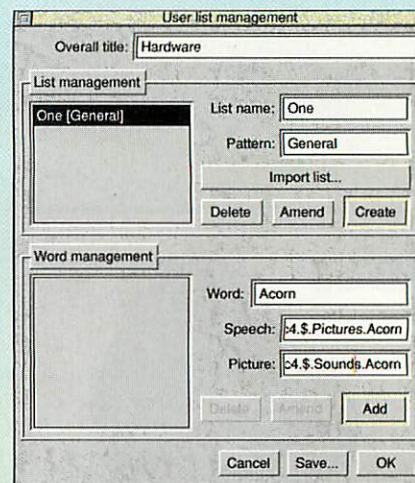 User list management
Overall title: Hardware
List management
One [General]
List name: One
Pattern: General
Import list...
Delete Amend Create
Word management
Word: Acorn
Speech: :4.$.Pictures.Acorn
Picture: :4.$.Sounds.Acorn
Delete Amend Add
Cancel Save... OK